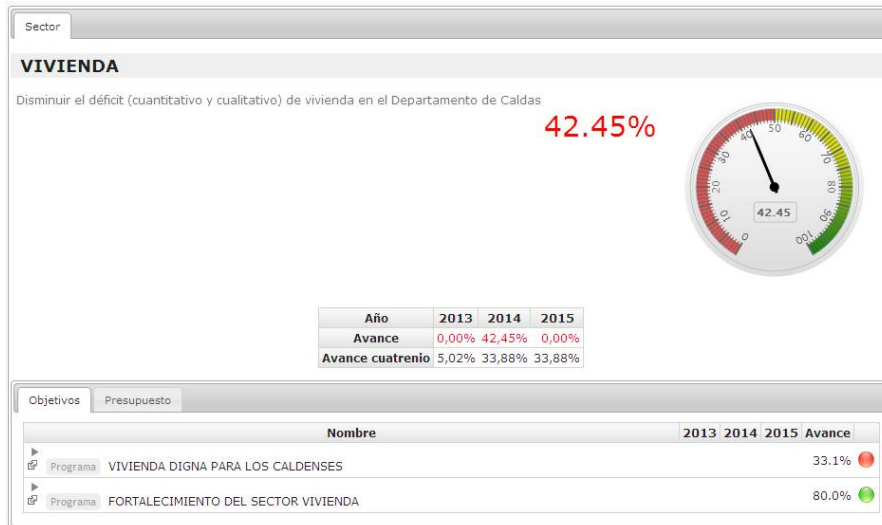 Sector
VIVIENDA
Disminuir el déficit (cuantitativo y cualitativo) de vivienda en el Departamento de Caldas
42.45%
0 10 20 30 40 50 60 70 80 90 100
42.45
Año 2013 2014 2015
Avance 0,00% 42,45% 0,00%
Avance cuatrenio 5,02% 33,88% 33,88%
Objetivos Presupuesto
Nombre 2013 2014 2015 Avance
Programa VIVIENDA DIGNA PARA LOS CALDENSES 33.1%
Programa FORTALECIMIENTO DEL SECTOR VIVIENDA 80.0%